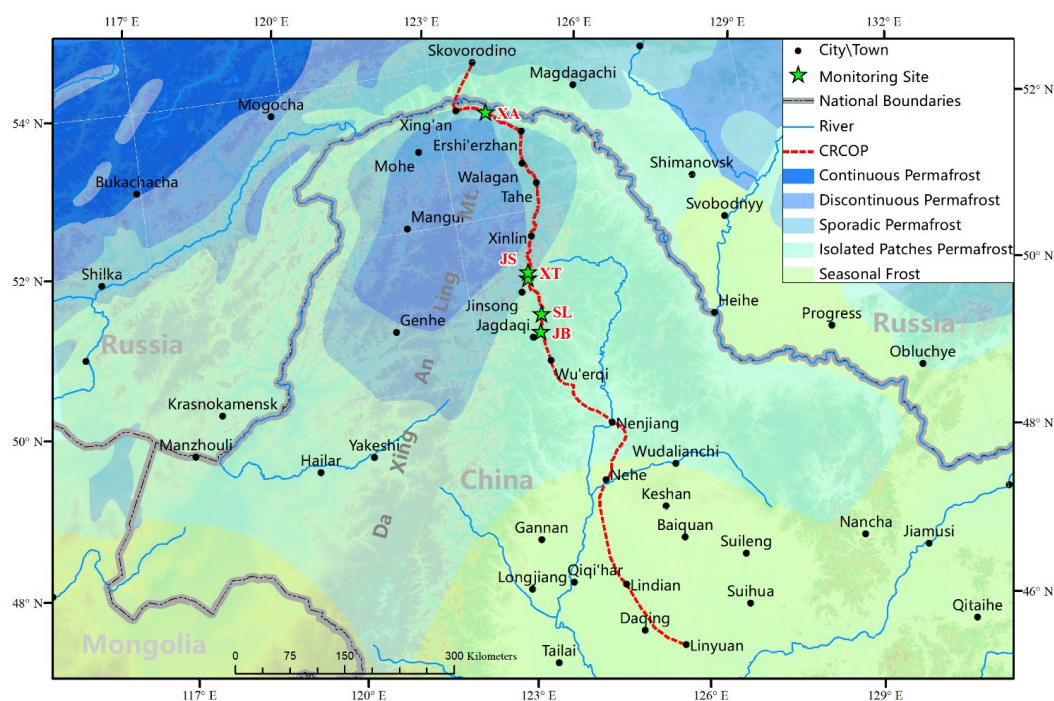 117° E
120° E
123° E
126° E
129° E
132° E
Skovorodino
Magdagachi
Mogocha
Xing'an
XA
Ershi'erzhan
Mohe
Bukachacha
Walagan
Tahe
Mangui
Xinlin
Shimanovsk
Svobodnyy
JS
XT
Shilka
Jinsong
SL
Genhe
Jagdaqi
JB
Heihe
Progress
Russia
Russia
Obluchye
Wu'erqi
Krasnokamensk
Nenjiang
Manzhouli
Yakeshi
Hailar
Wudalianchi
China
Nehe
Keshan
Gannan
Baiquan
Suileng
Nancha
Jiamusi
Longjiang
Qiqi'har
Lindian
Suihua
Qitaihe
Daqing
Linyuan
Mongolia
Tailai
Da Xing An Ling Mt.
City\Town
Monitoring Site
National Boundaries
River
CRCOP
Continuous Permafrost
Discontinuous Permafrost
Sporadic Permafrost
Isolated Patches Permafrost
Seasonal Frost
54° N
52° N
50° N
48° N
52° N
50° N
48° N
46° N
0 75 150 300 Kilometers
117° E
120° E
123° E
126° E
129° E